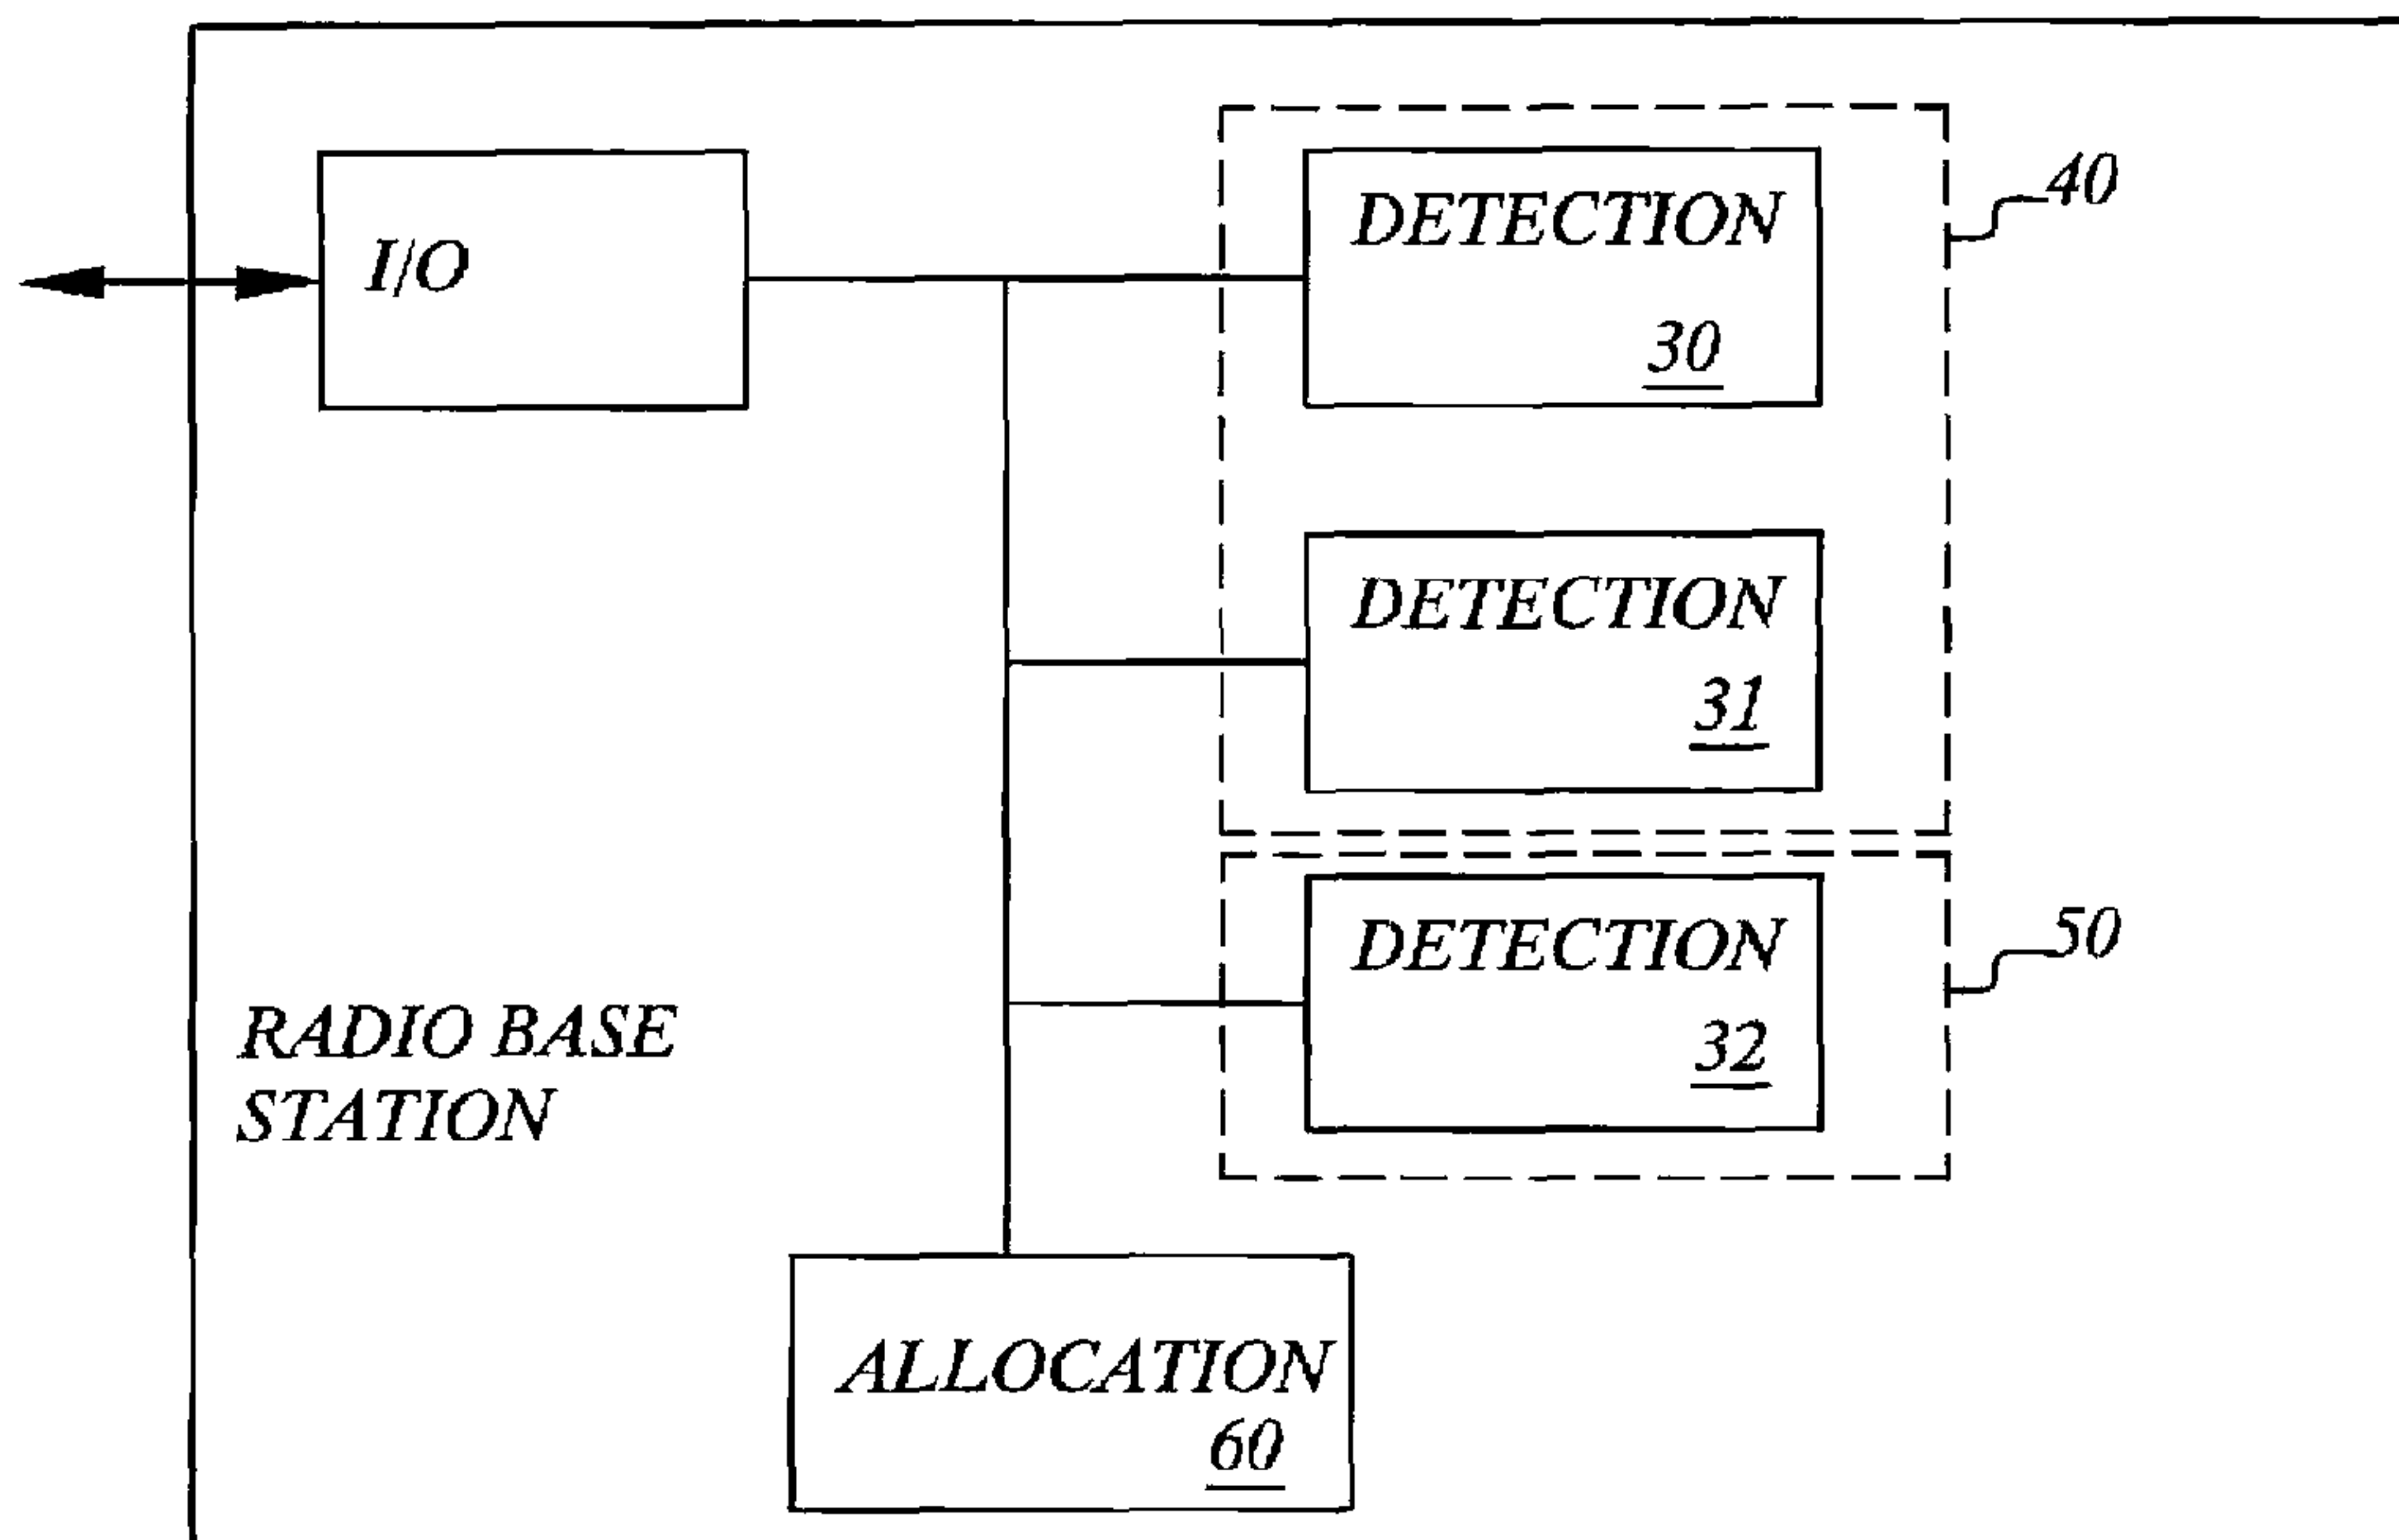 I/O
DETECTION
30
40
DETECTION
31
DETECTION
32
50
RADIO BASE
STATION
ALLOCATION
60